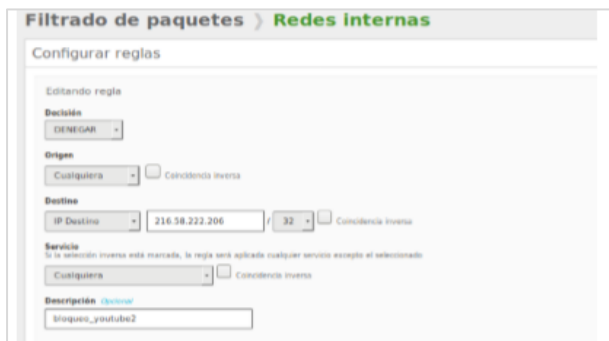 Filtrado de paquetes › Redes internas
Configurar reglas
Editando regla
Decisión
DENEGAR
Origen
Cualquiera Coincidencia inversa
Destino
IP Destino 216.58.222.206 / 32 Coincidencia inversa
Servicio
Si la selección inversa está marcada, la regla será aplicada cualquier servicio excepto el seleccionado
Cualquiera Coincidencia inversa
Descripción Opcional
bloqueo_youtube2